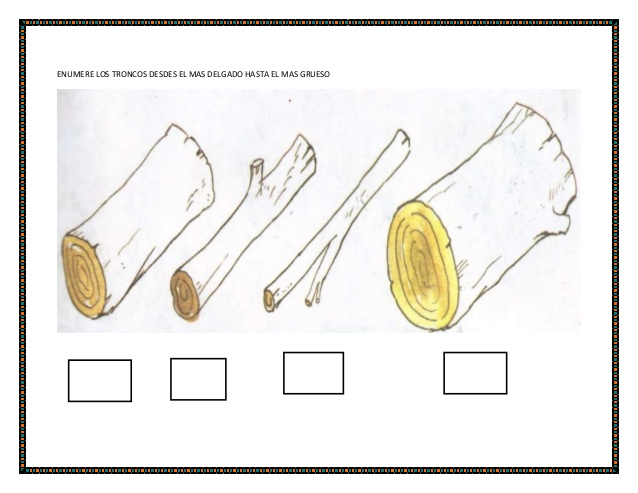 ENUMERE LOS TRONCOS DESDES EL MAS DELGADO HASTA EL MAS GRUESO